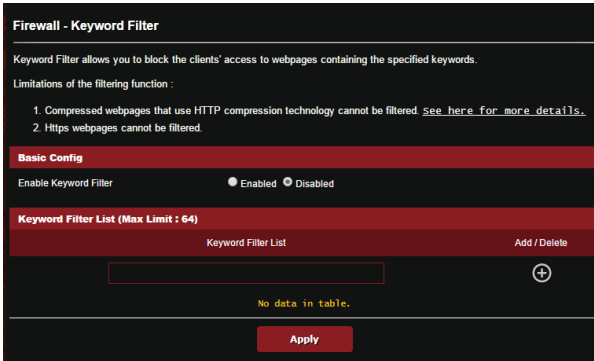 Firewall - Keyword Filter
Keyword Filter allows you to block the clients' access to webpages containing the specified keywords.
Limitations of the filtering function :
1. Compressed webpages that use HTTP compression technology cannot be filtered. See here for more details.
2. Https webpages cannot be filtered.
Basic Config
Enable Keyword Filter Enabled Disabled
Keyword Filter List (Max Limit : 64)
Keyword Filter List Add / Delete
No data in table.
Apply